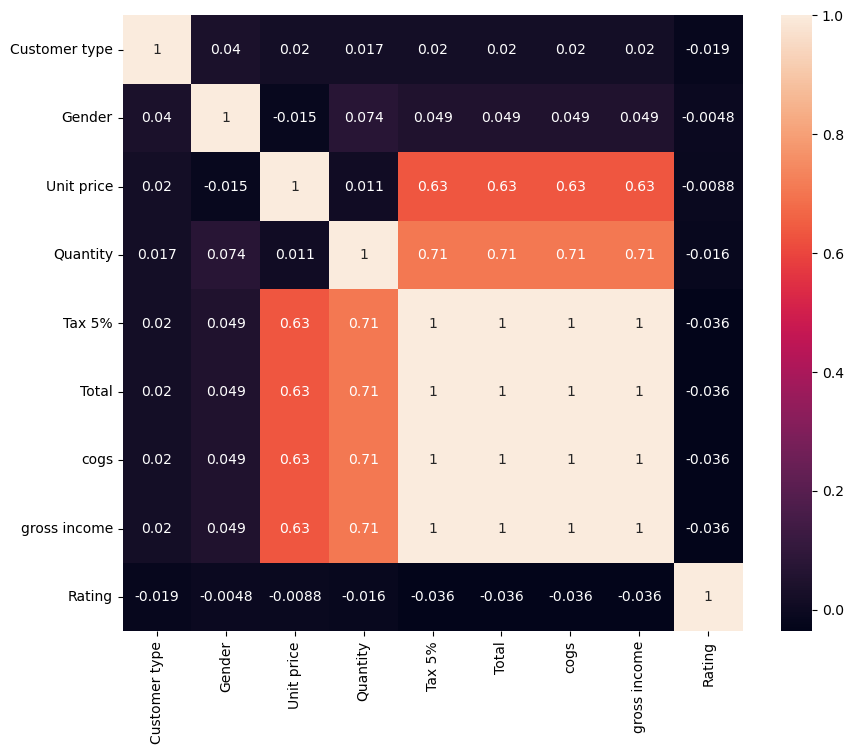 Customer type 1 0.04 0.02 0.017 0.02 0.02 0.02 0.02 -0.019
Gender 0.04 1 -0.015 0.074 0.049 0.049 0.049 0.049 -0.0048
Unit price 0.02 -0.015 1 0.011 0.63 0.63 0.63 0.63 -0.0088
Quantity 0.017 0.074 0.011 1 0.71 0.71 0.71 0.71 -0.016
Tax 5% 0.02 0.049 0.63 0.71 1 1 1 1 -0.036
Total 0.02 0.049 0.63 0.71 1 1 1 1 -0.036
cogs 0.02 0.049 0.63 0.71 1 1 1 1 -0.036
gross income 0.02 0.049 0.63 0.71 1 1 1 1 -0.036
Rating -0.019 -0.0048 -0.0088 -0.016 -0.036 -0.036 -0.036 -0.036 1
Customer type
Gender
Unit price
Quantity
Tax 5%
Total
cogs
gross income
Rating
1.0
0.8
0.6
0.4
0.2
0.0